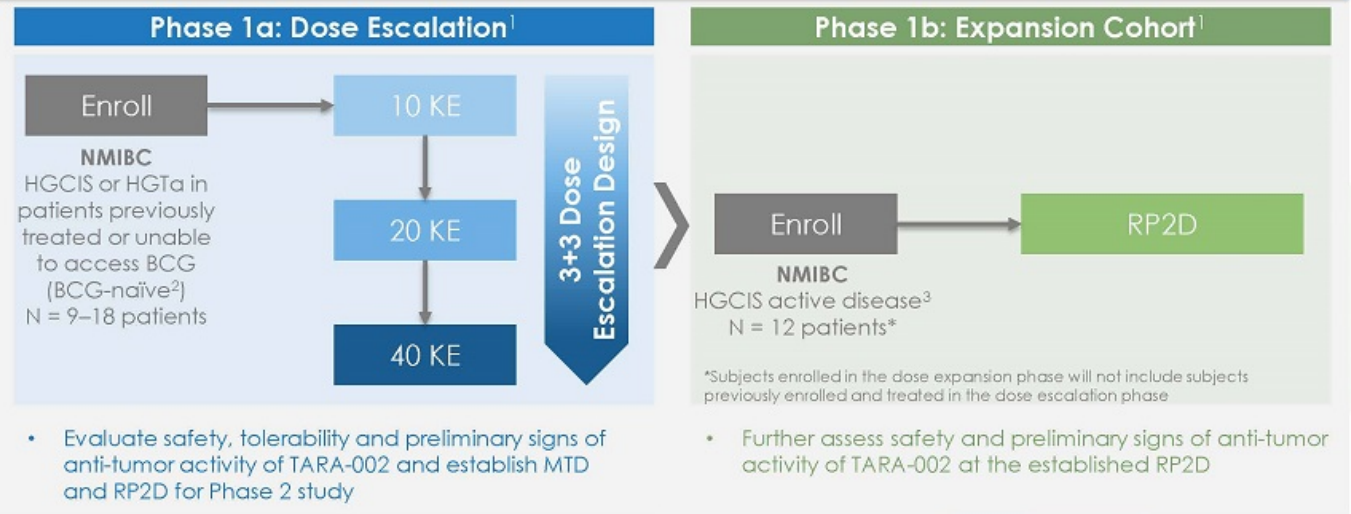 Phase 1a: Dose Escalation¹
Enroll
NMIBC
HGCIS or HGTa in
patients previously
treated or unable
to access BCG
(BCG-naïve²)
N = 9–18 patients
10 KE
20 KE
40 KE
3+3 Dose
Escalation Design
• Evaluate safety, tolerability and preliminary signs of
anti-tumor activity of TARA-002 and establish MTD
and RP2D for Phase 2 study
Phase 1b: Expansion Cohort¹
Enroll
NMIBC
HGCIS active disease³
N = 12 patients*
RP2D
*Subjects enrolled in the dose expansion phase will not include subjects
previously enrolled and treated in the dose escalation phase
• Further assess safety and preliminary signs of anti-tumor
activity of TARA-002 at the established RP2D